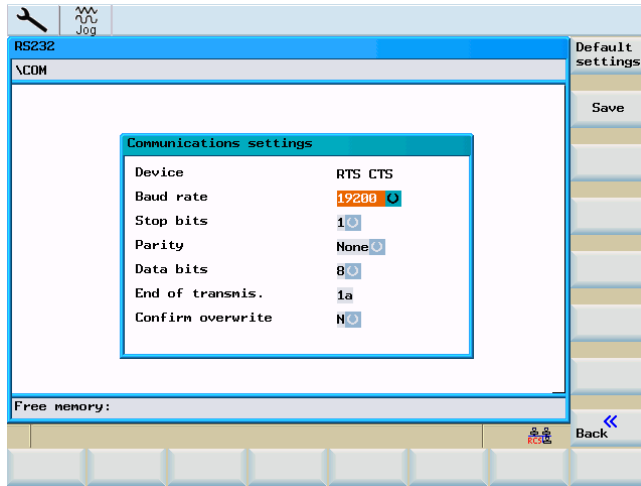 Jog
RS232
Default
settings
\COM
Save
Communications settings
Device RTS CTS
Baud rate 19200
Stop bits 1
Parity None
Data bits 8
End of transmis. 1a
Confirm overwrite N
Free memory:
RCS
Back